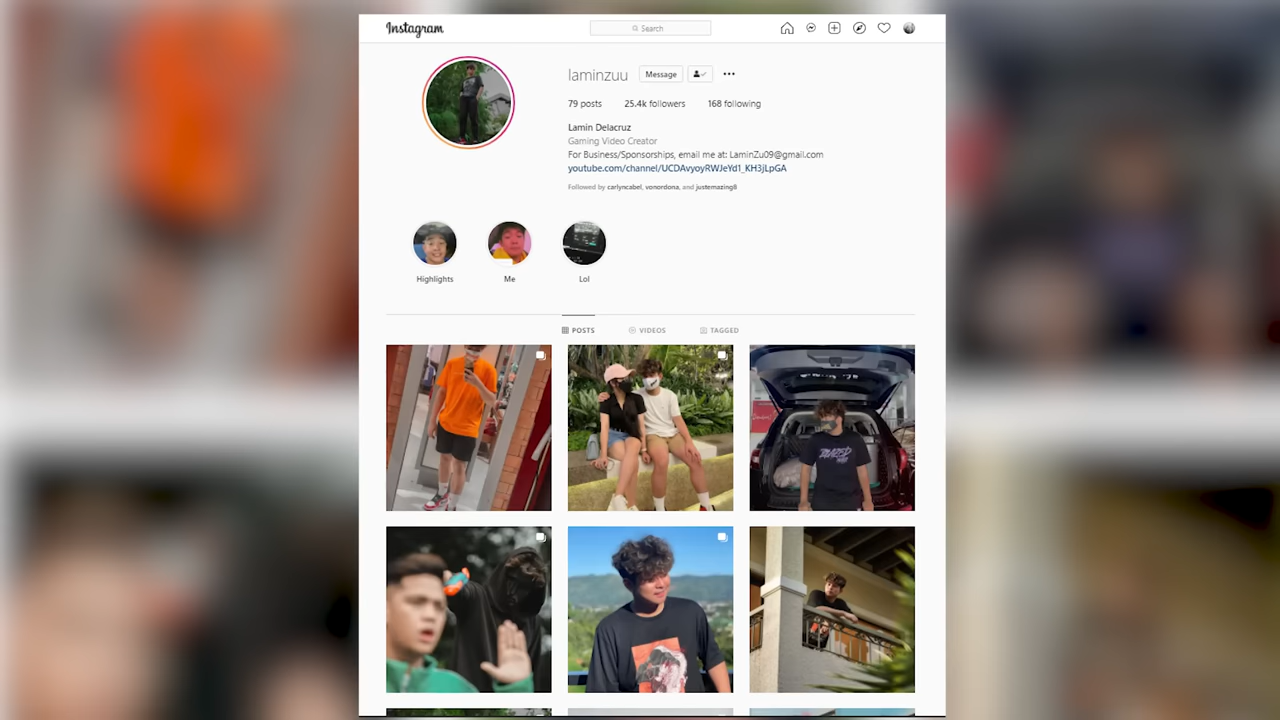 Instagram
Search
laminzuu Message
79 posts 25.4k followers 168 following
Lamin Delacruz
Gaming Video Creator
For Business/Sponsorships, email me at: LaminZu09@gmail.com
youtube.com/channel/UCDAvyoyRWJeYd1_KH3jLpGA
Followed by carlyncabel, vonordona, and justemazing8
Highlights Me Lol
POSTS VIDEOS TAGGED